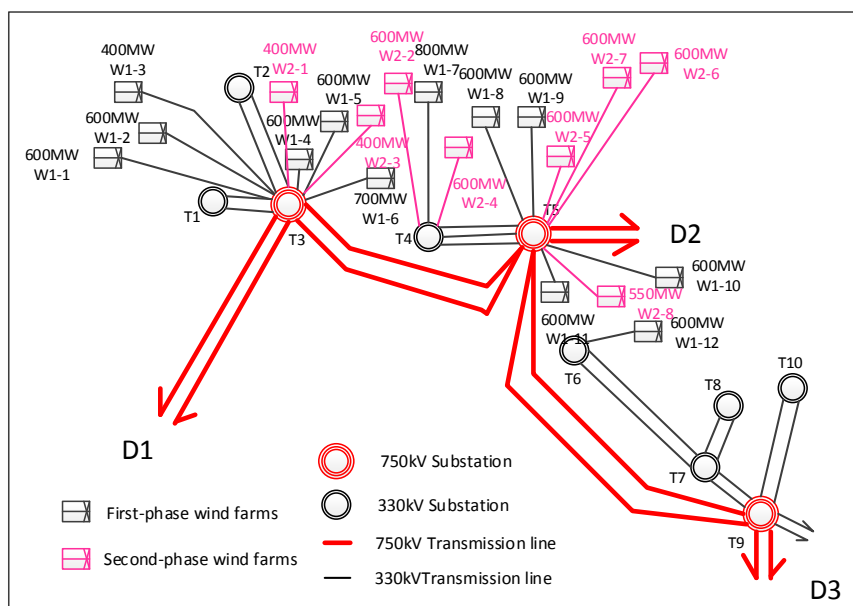 400MW
W1-3
T2
400MW
W2-1
600MW
W2-2
800MW
W1-7
600MW
W2-7
600MW
W2-6
600MW
W1-2
600MW
W1-5
600MW
W1-8
600MW
W1-9
600MW
W1-1
600MW
W1-4
400MW
W2-3
600MW
W2-5
700MW
W1-6
600MW
W2-4
T1
T3
T4
T5
D2
600MW
W1-10
550MW
W2-8
600MW
W1-11
600MW
W1-12
T6
T10
T8
T7
T9
D1
D3
750kV Substation
330kV Substation
750kV Transmission line
330kVTransmission line
First-phase wind farms
Second-phase wind farms